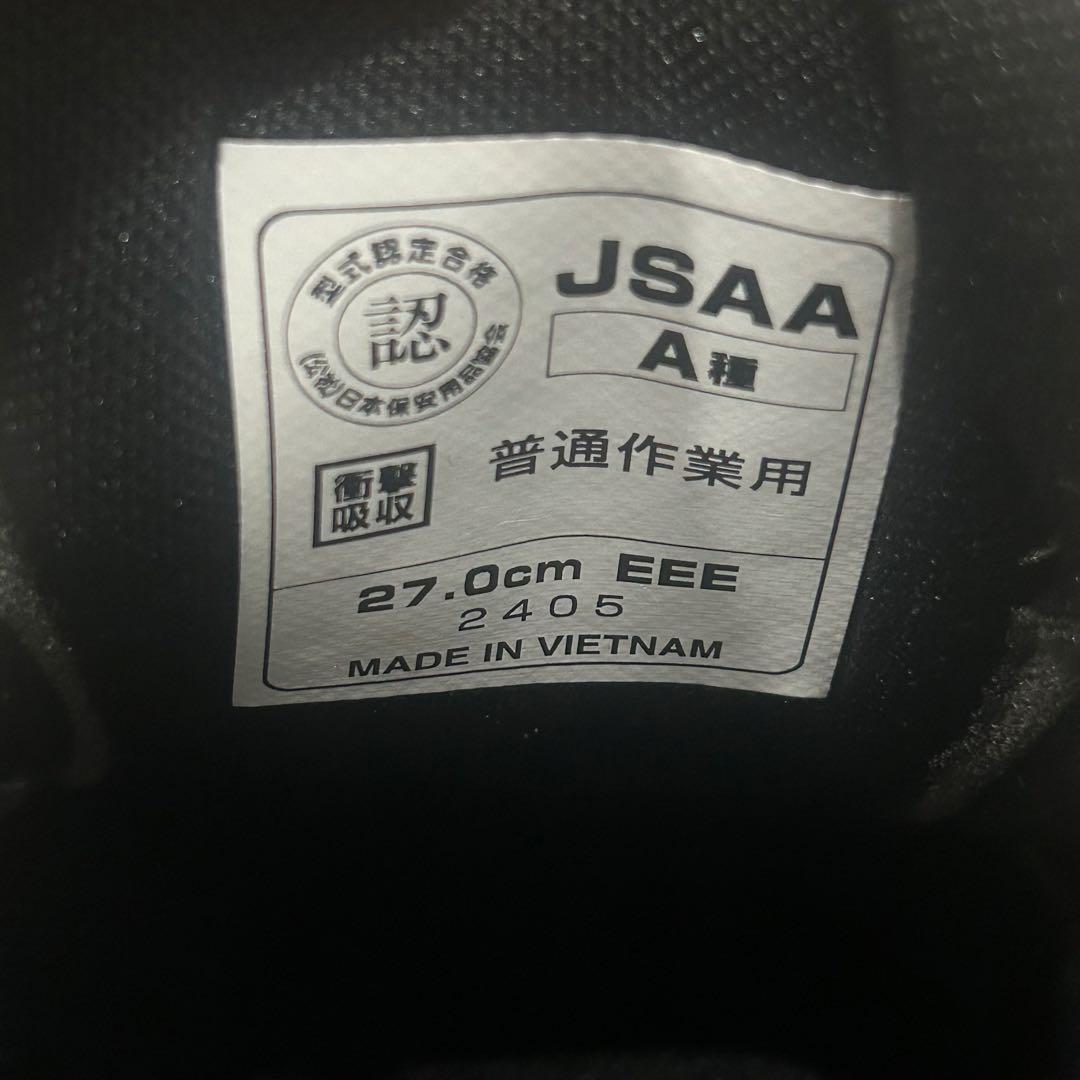 型式認定合格
認
(公社)日本保安用品協会
JSAA
A種
普通作業用
衝撃
吸収
27.0cm EEE
2405
MADE IN VIETNAM